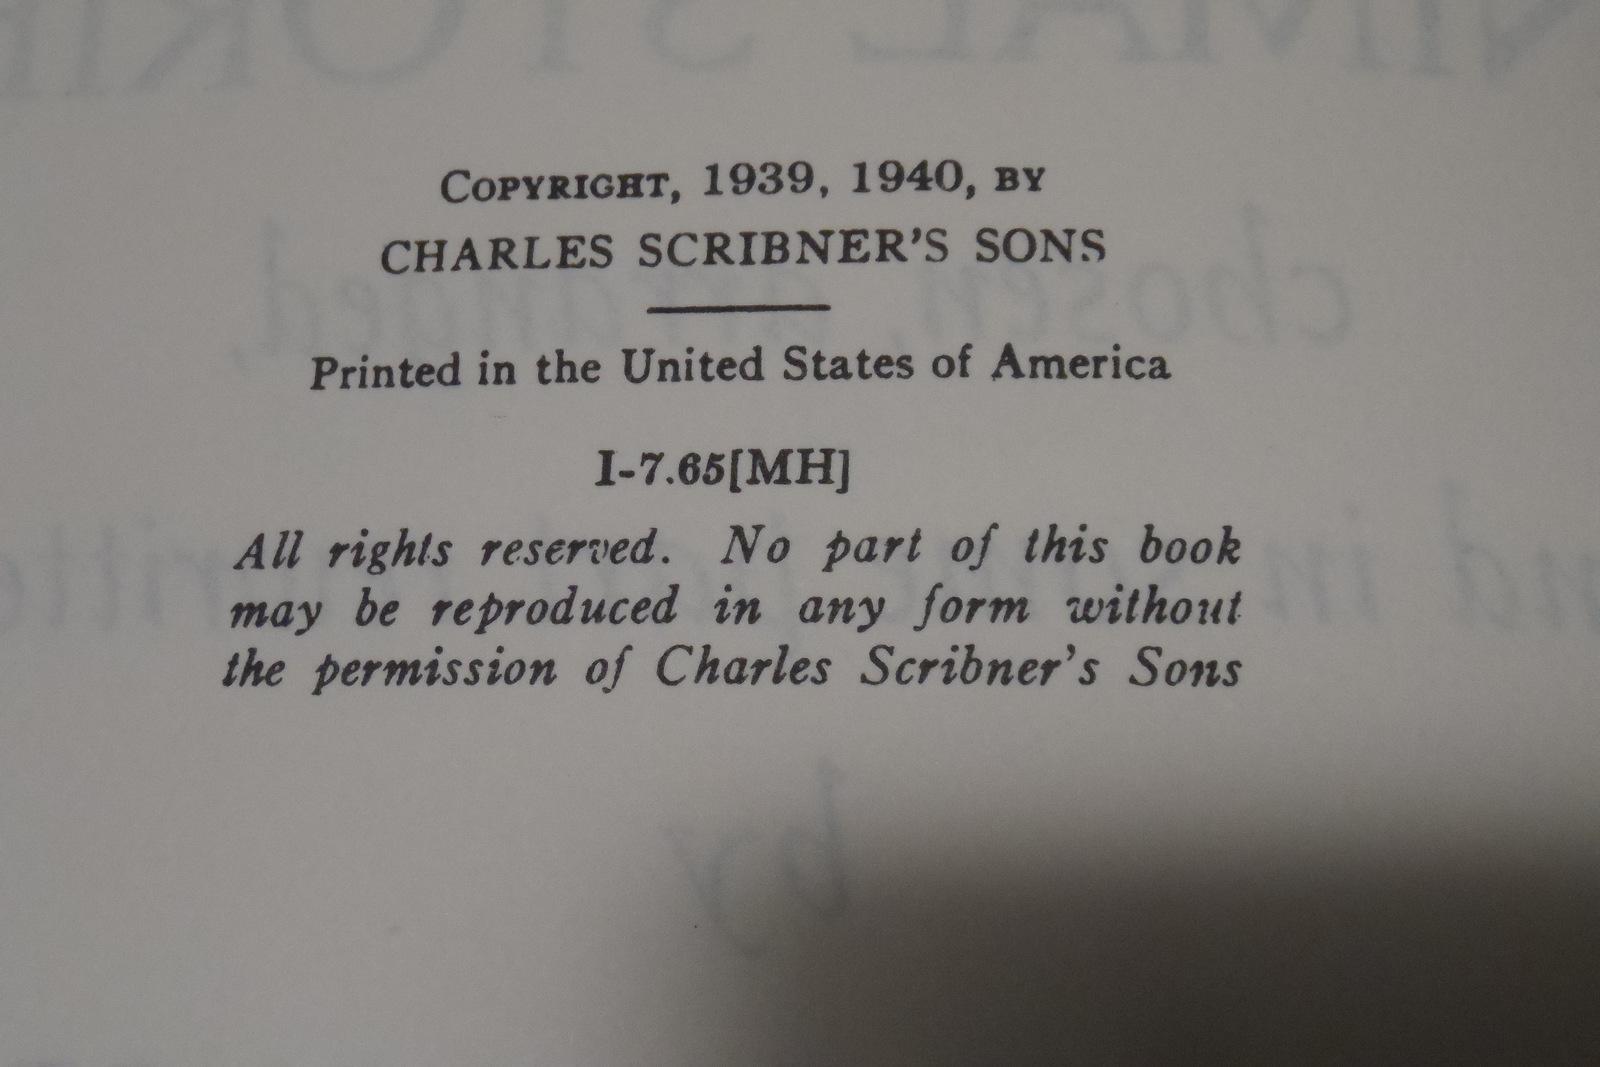 COPYRIGHT, 1939, 1940, BY
CHARLES SCRIBNER'S SONS
Printed in the United States of America
I-7.65[MH]
All rights reserved. No part of this book
may be reproduced in any form without
the permission of Charles Scribner's Sons